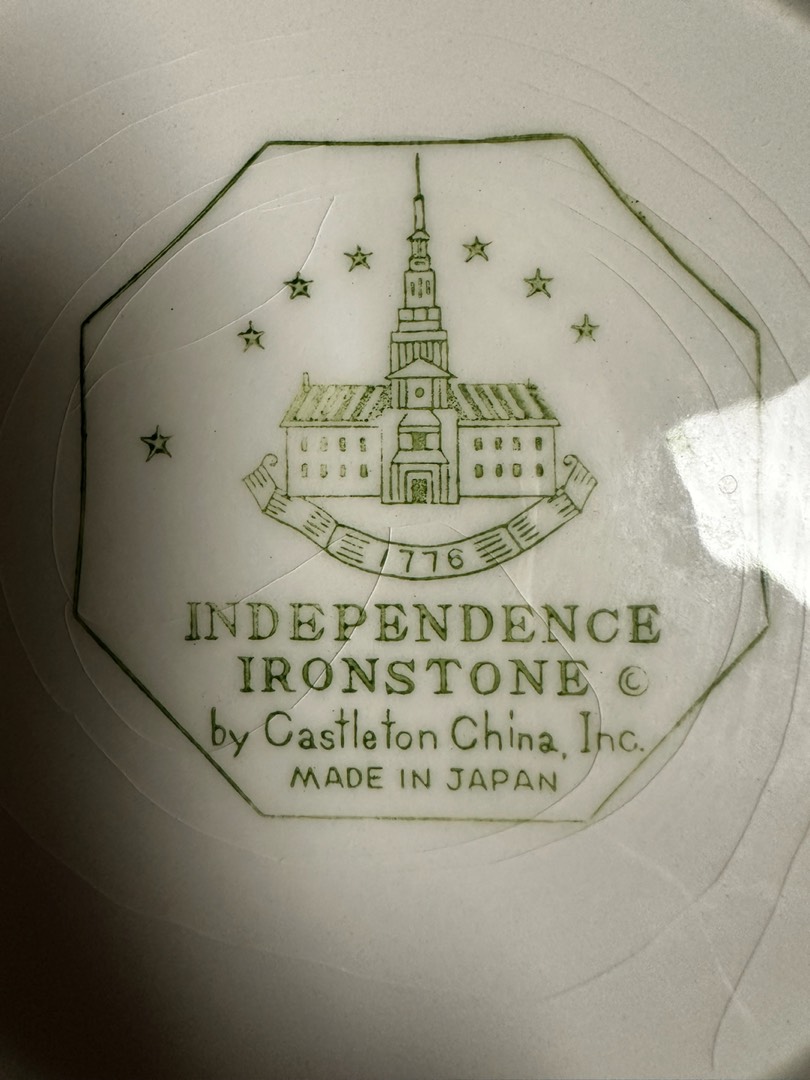 1776
INDEPENDENCE
IRONSTONE ©
by Castleton China, Inc.
MADE IN JAPAN